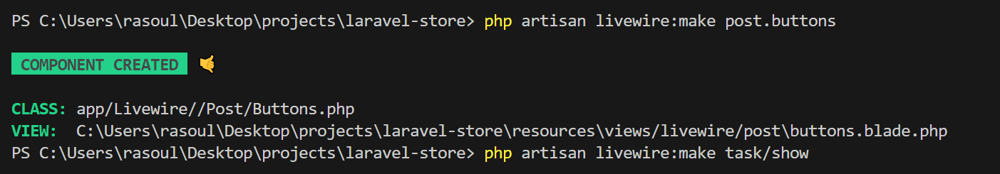 PS C:\Users\rasoul\Desktop\projects\laravel-store> php artisan livewire:make post.buttons
COMPONENT CREATED 🤙
CLASS: app/Livewire//Post/Buttons.php
VIEW:  C:\Users\rasoul\Desktop\projects\laravel-store\resources\views/livewire/post\buttons.blade.php
PS C:\Users\rasoul\Desktop\projects\laravel-store> php artisan livewire:make task/show